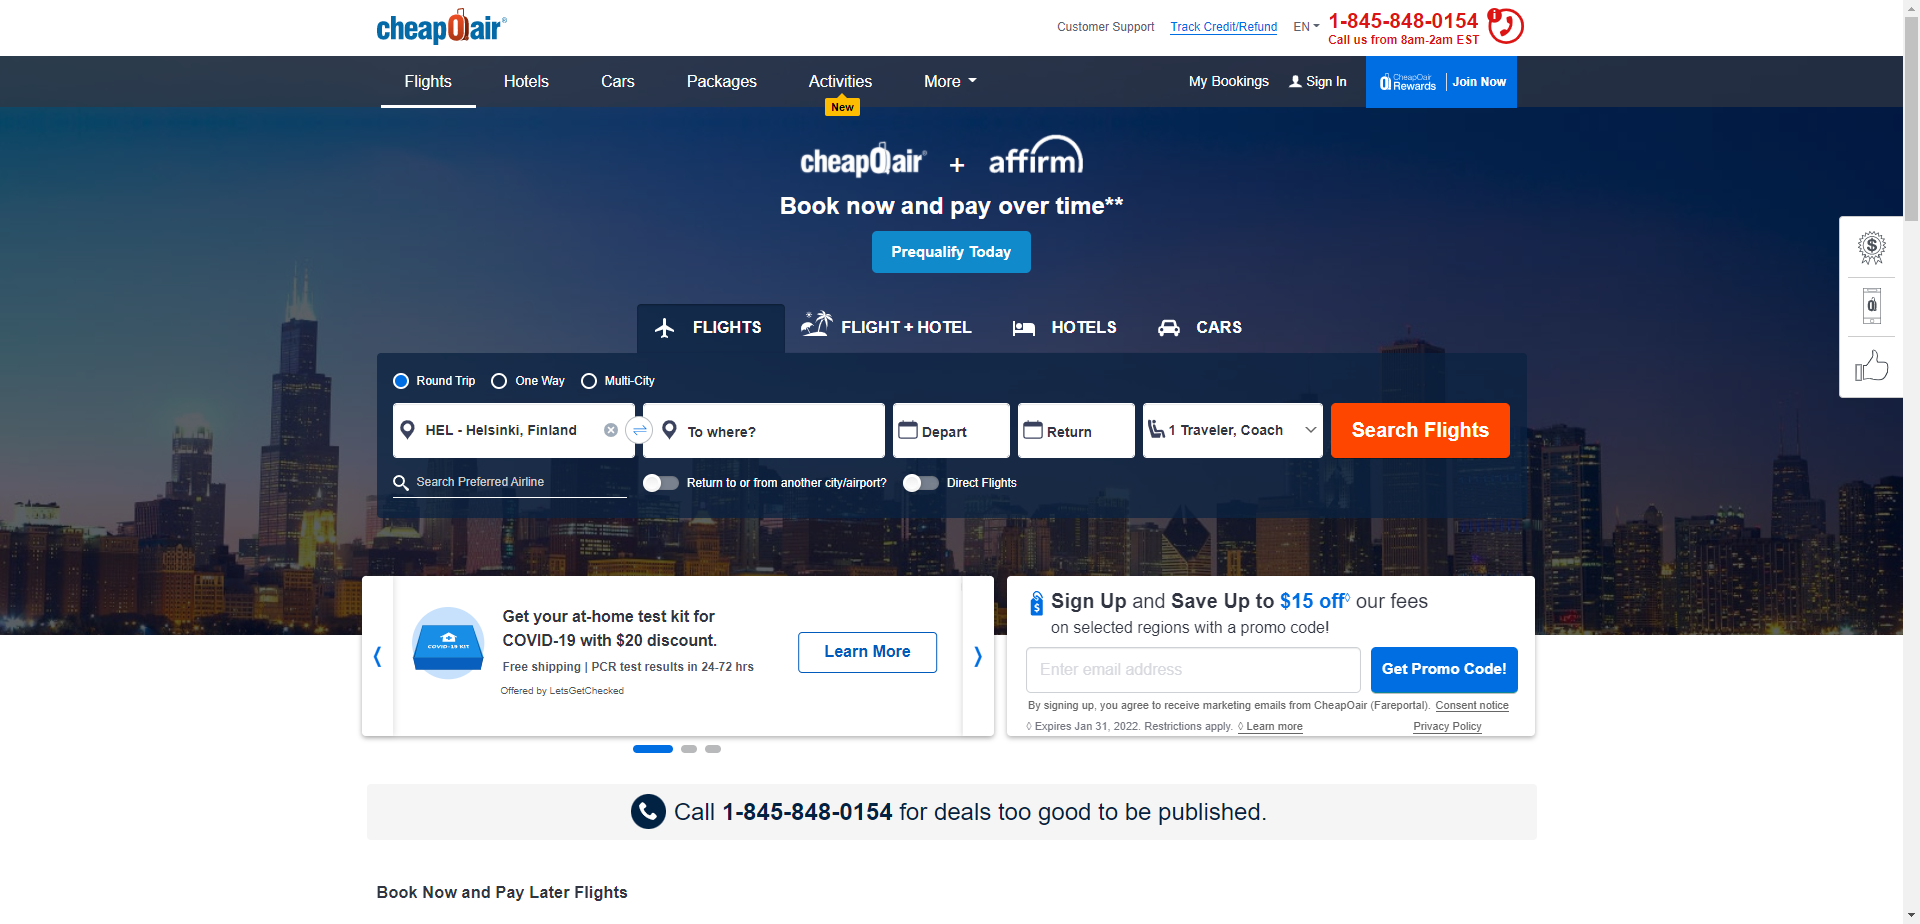 cheapOair®
Customer Support
Track Credit/Refund
EN
1-845-848-0154
Call us from 8am-2am EST
Flights
Hotels
Cars
Packages
Activities
New
More
My Bookings
Sign In
CheapOair Rewards
Join Now
cheapOair® + affirm
Book now and pay over time**
Prequalify Today
FLIGHTS
FLIGHT + HOTEL
HOTELS
CARS
Round Trip
One Way
Multi-City
HEL - Helsinki, Finland
To where?
Depart
Return
1 Traveler, Coach
Search Flights
Search Preferred Airline
Return to or from another city/airport?
Direct Flights
COVID-19 KIT
Get your at-home test kit for
COVID-19 with $20 discount.
Free shipping | PCR test results in 24-72 hrs
Offered by LetsGetChecked
Learn More
Sign Up and Save Up to $15 off◊ our fees
on selected regions with a promo code!
Enter email address
Get Promo Code!
By signing up, you agree to receive marketing emails from CheapOair (Fareportal). Consent notice
◊ Expires Jan 31, 2022. Restrictions apply. ◊ Learn more
Privacy Policy
Call 1-845-848-0154 for deals too good to be published.
Book Now and Pay Later Flights